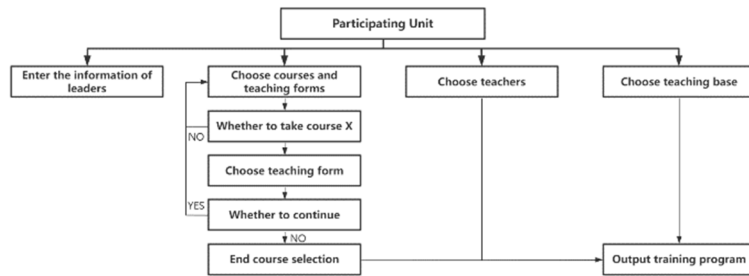 Participating Unit
Enter the information of
leaders
Choose courses and
teaching forms
Choose teachers
Choose teaching base
Whether to take course X
NO
Choose teaching form
YES
Whether to continue
NO
End course selection
Output training program